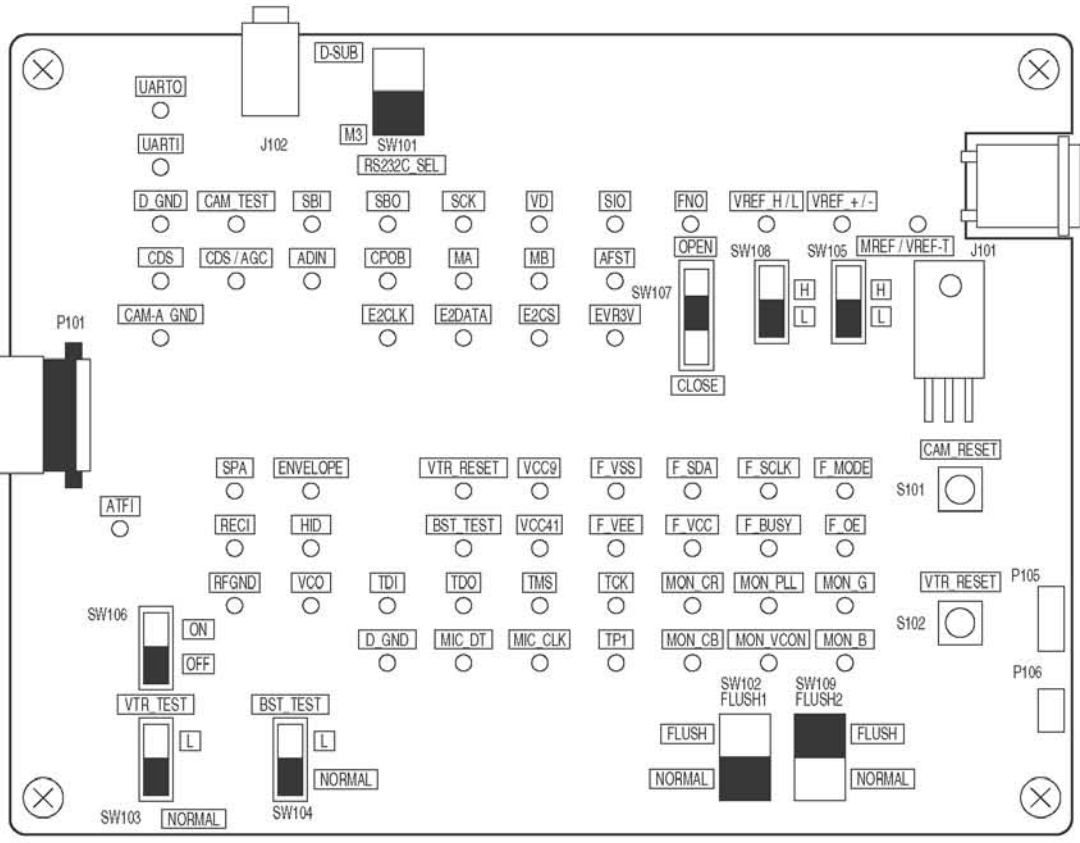 D-SUB
UARTO
J102
M3
SW101
UARTI
RS232C_SEL
D_GND CAM_TEST SBI SBO SCK VD SIO FNO VREF_H/L VREF_+/-
OPEN SW108 SW105 MREF/VREF-T
CDS CDS/AGC ADIN CPOB MA MB AFST J101
SW107 H H
CAM-A GND E2CLK E2DATA E2CS EVR3V L L
P101
CLOSE
CAM_RESET
SPA ENVELOPE VTR_RESET VCC9 F_VSS F_SDA F_SCLK F_MODE
S101
ATFI
RECI HID BST_TEST VCC41 F_VEE F_VCC F_BUSY F_OE
RFGND VCO TDI TDO TMS TCK MON_CR MON_PLL MON_G VTR_RESET P105
SW106
ON
S102
D_GND MIC_DT MIC_CLK TP1 MON_CB MON_VCON MON_B
OFF
P106
SW102 SW109
VTR_TEST BST_TEST FLUSH1 FLUSH2
L L FLUSH FLUSH
NORMAL NORMAL NORMAL
SW103 NORMAL SW104